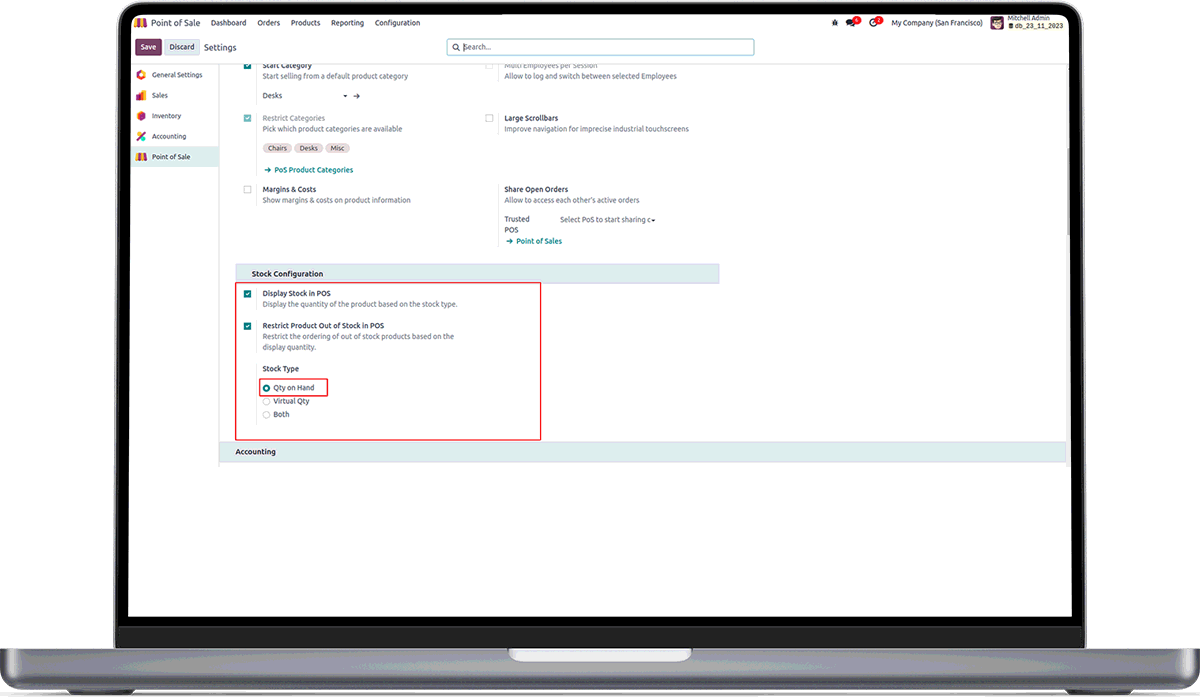 Point of Sale Dashboard Orders Products Reporting Configuration 6 2 My Company (San Francisco) Mitchell Admin
db_23_11_2023
Save Discard Settings Search...
General Settings
Sales
Inventory
Accounting
Point of Sale
Start Category
Start selling from a default product category
Desks
Multi Employees per Session
Allow to log and switch between selected Employees
Restrict Categories
Pick which product categories are available
Chairs Desks Misc
PoS Product Categories
Large Scrollbars
Improve navigation for imprecise industrial touchscreens
Margins & Costs
Show margins & costs on product information
Share Open Orders
Allow to access each other's active orders
Trusted POS Select PoS to start sharing c
Point of Sales
Stock Configuration
Display Stock in POS
Display the quantity of the product based on the stock type.
Restrict Product Out of Stock in POS
Restrict the ordering of out of stock products based on the
display quantity.
Stock Type
Qty on Hand
Virtual Qty
Both
Accounting